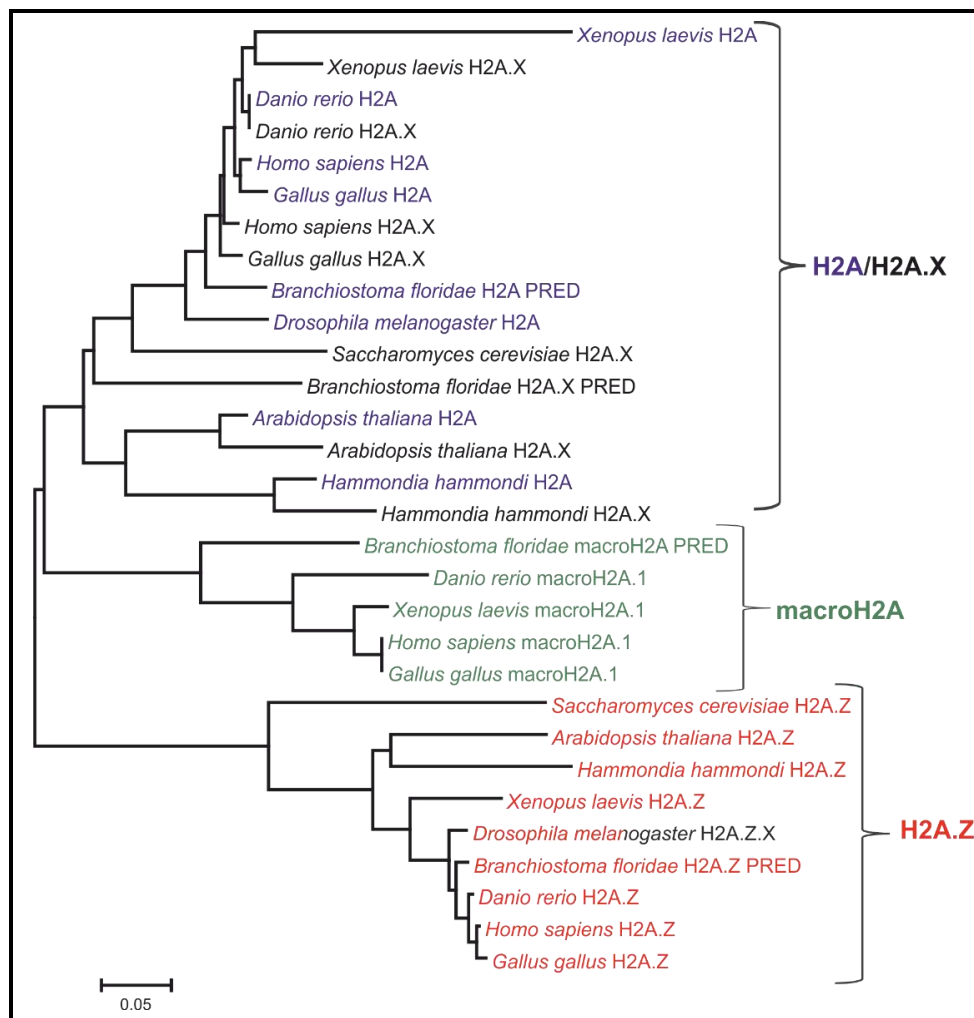 Xenopus laevis H2A
Xenopus laevis H2A.X
Danio rerio H2A
Danio rerio H2A.X
Homo sapiens H2A
Gallus gallus H2A
Homo sapiens H2A.X
Gallus gallus H2A.X
H2A/H2A.X
Branchiostoma floridae H2A PRED
Drosophila melanogaster H2A
Saccharomyces cerevisiae H2A.X
Branchiostoma floridae H2A.X PRED
Arabidopsis thaliana H2A
Arabidopsis thaliana H2A.X
Hammondia hammondi H2A
Hammondia hammondi H2A.X
Branchiostoma floridae macroH2A PRED
Danio rerio macroH2A.1
Xenopus laevis macroH2A.1
macroH2A
Homo sapiens macroH2A.1
Gallus gallus macroH2A.1
Saccharomyces cerevisiae H2A.Z
Arabidopsis thaliana H2A.Z
Hammondia hammondi H2A.Z
Xenopus laevis H2A.Z
Drosophila melanogaster H2A.Z.X
H2A.Z
Branchiostoma floridae H2A.Z PRED
Danio rerio H2A.Z
Homo sapiens H2A.Z
Gallus gallus H2A.Z
0.05